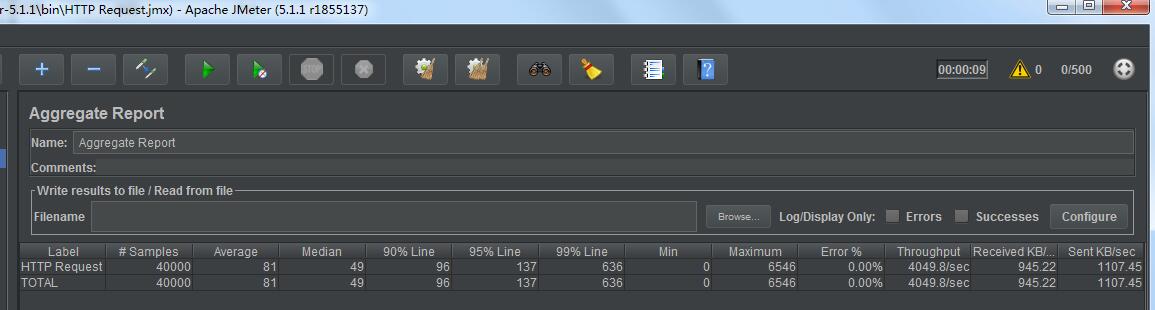 r-5.1.1\bin\HTTP Request.jmx) - Apache JMeter (5.1.1 r1855137)
STOP 00:00:09 0 0/500
Aggregate Report
Name: Aggregate Report
Comments:
Write results to file / Read from file
Filename Browse... Log/Display Only: Errors Successes Configure
Label # Samples Average Median 90% Line 95% Line 99% Line Min Maximum Error % Throughput Received KB/... Sent KB/sec
HTTP Request 40000 81 49 96 137 636 0 6546 0.00% 4049.8/sec 945.22 1107.45
TOTAL 40000 81 49 96 137 636 0 6546 0.00% 4049.8/sec 945.22 1107.45